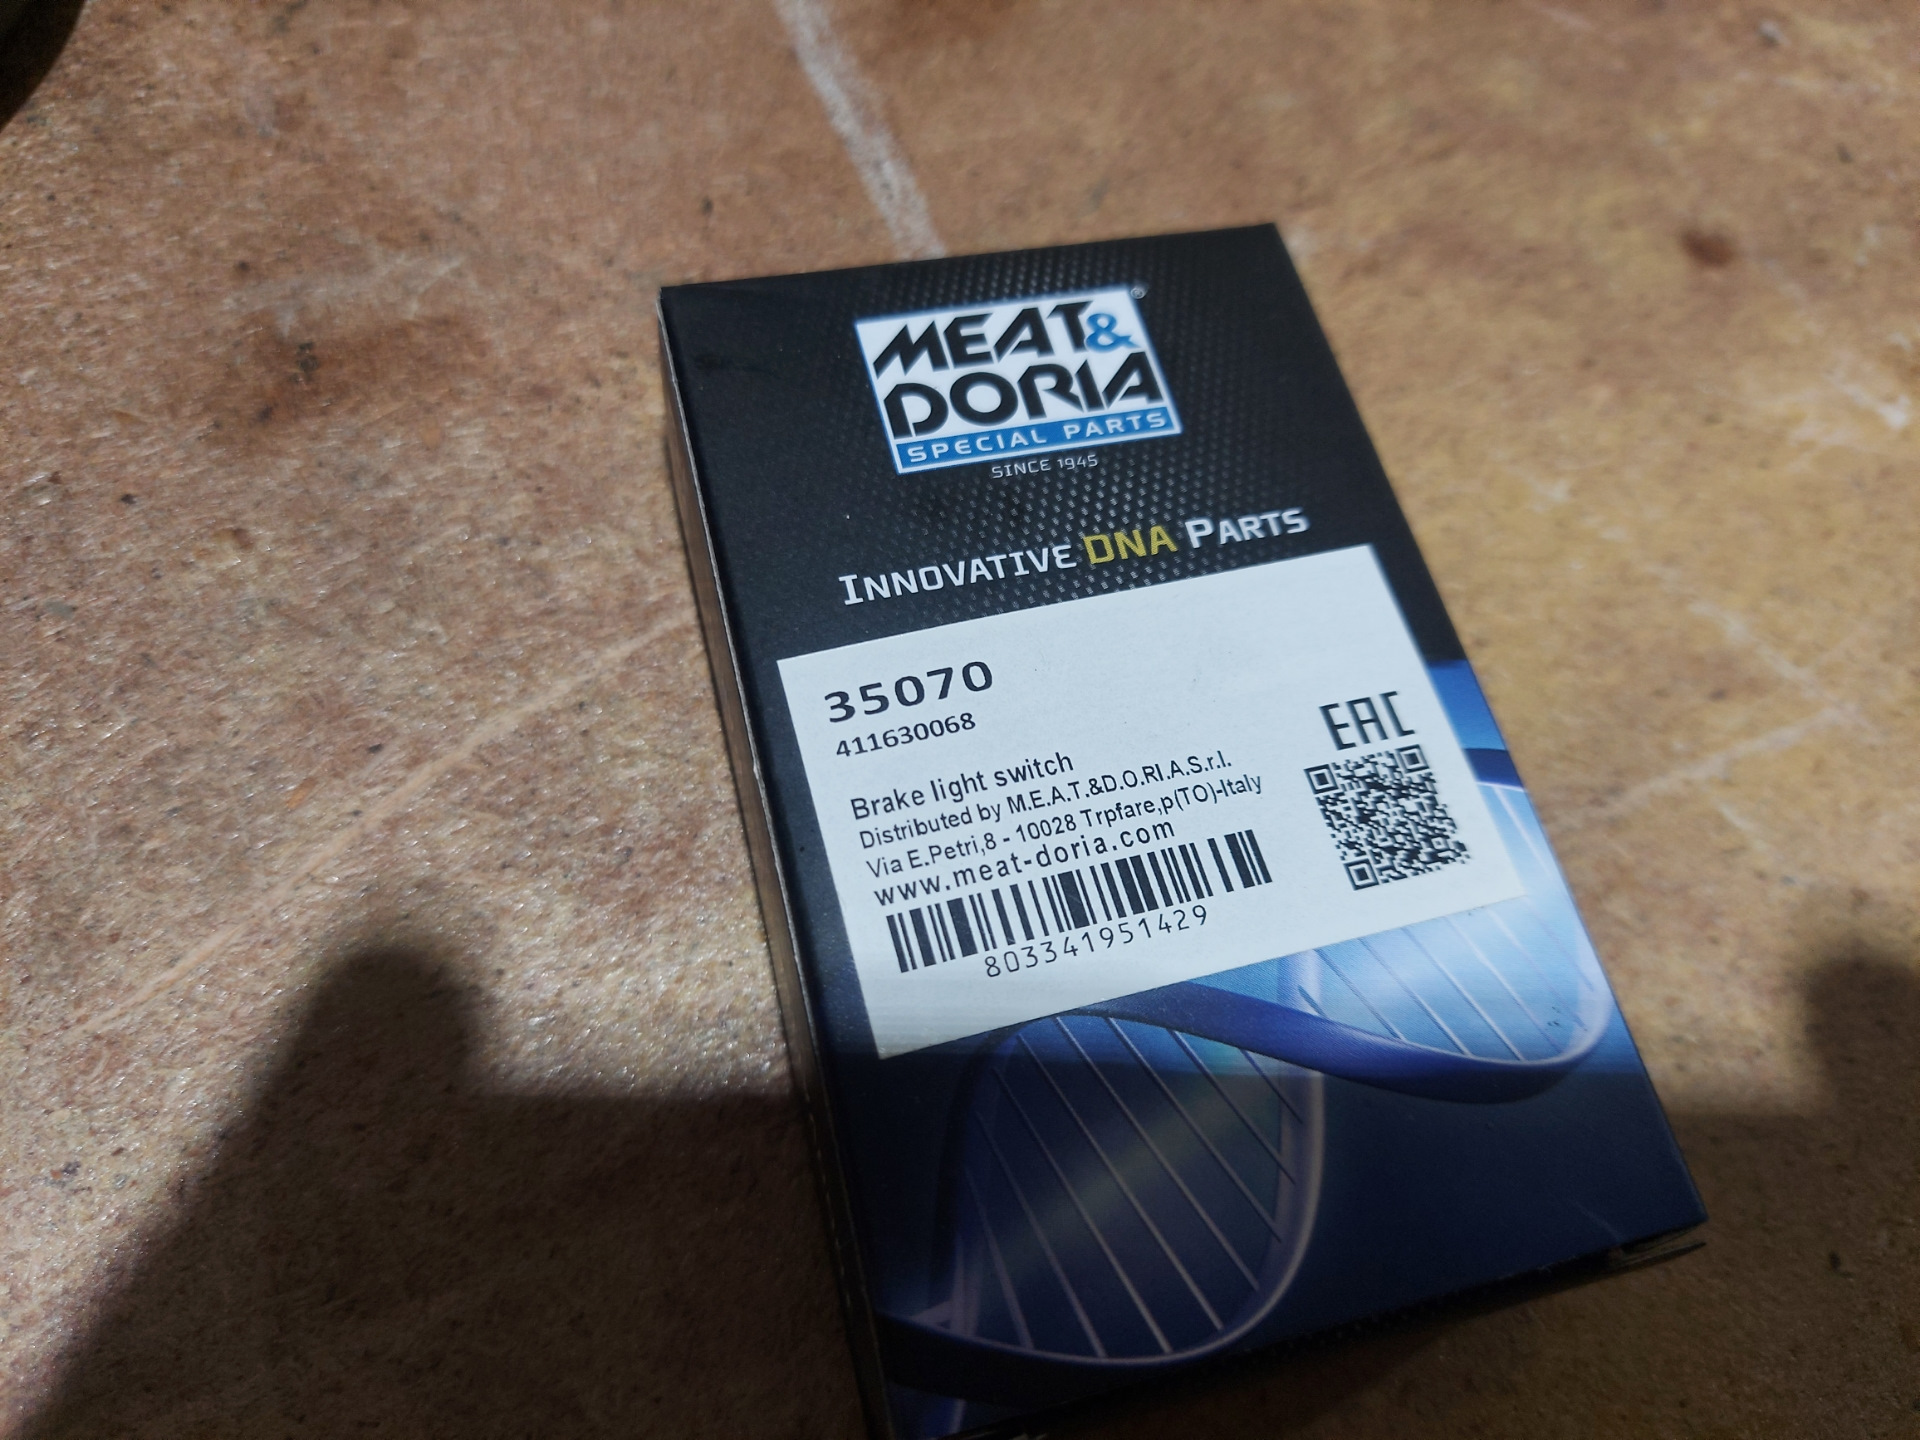 MEAT&
DORIA
®
SPECIAL PARTS
SINCE 1945
INNOVATIVE DNA PARTS
35070
411630068
EAC
Brake light switch
Distributed by M.E.A.T.&D.O.RI.A.S.r.l.
Via E.Petri,8 - 10028 Trpfare,p(TO)-Italy
www.meat-doria.com
803341951429